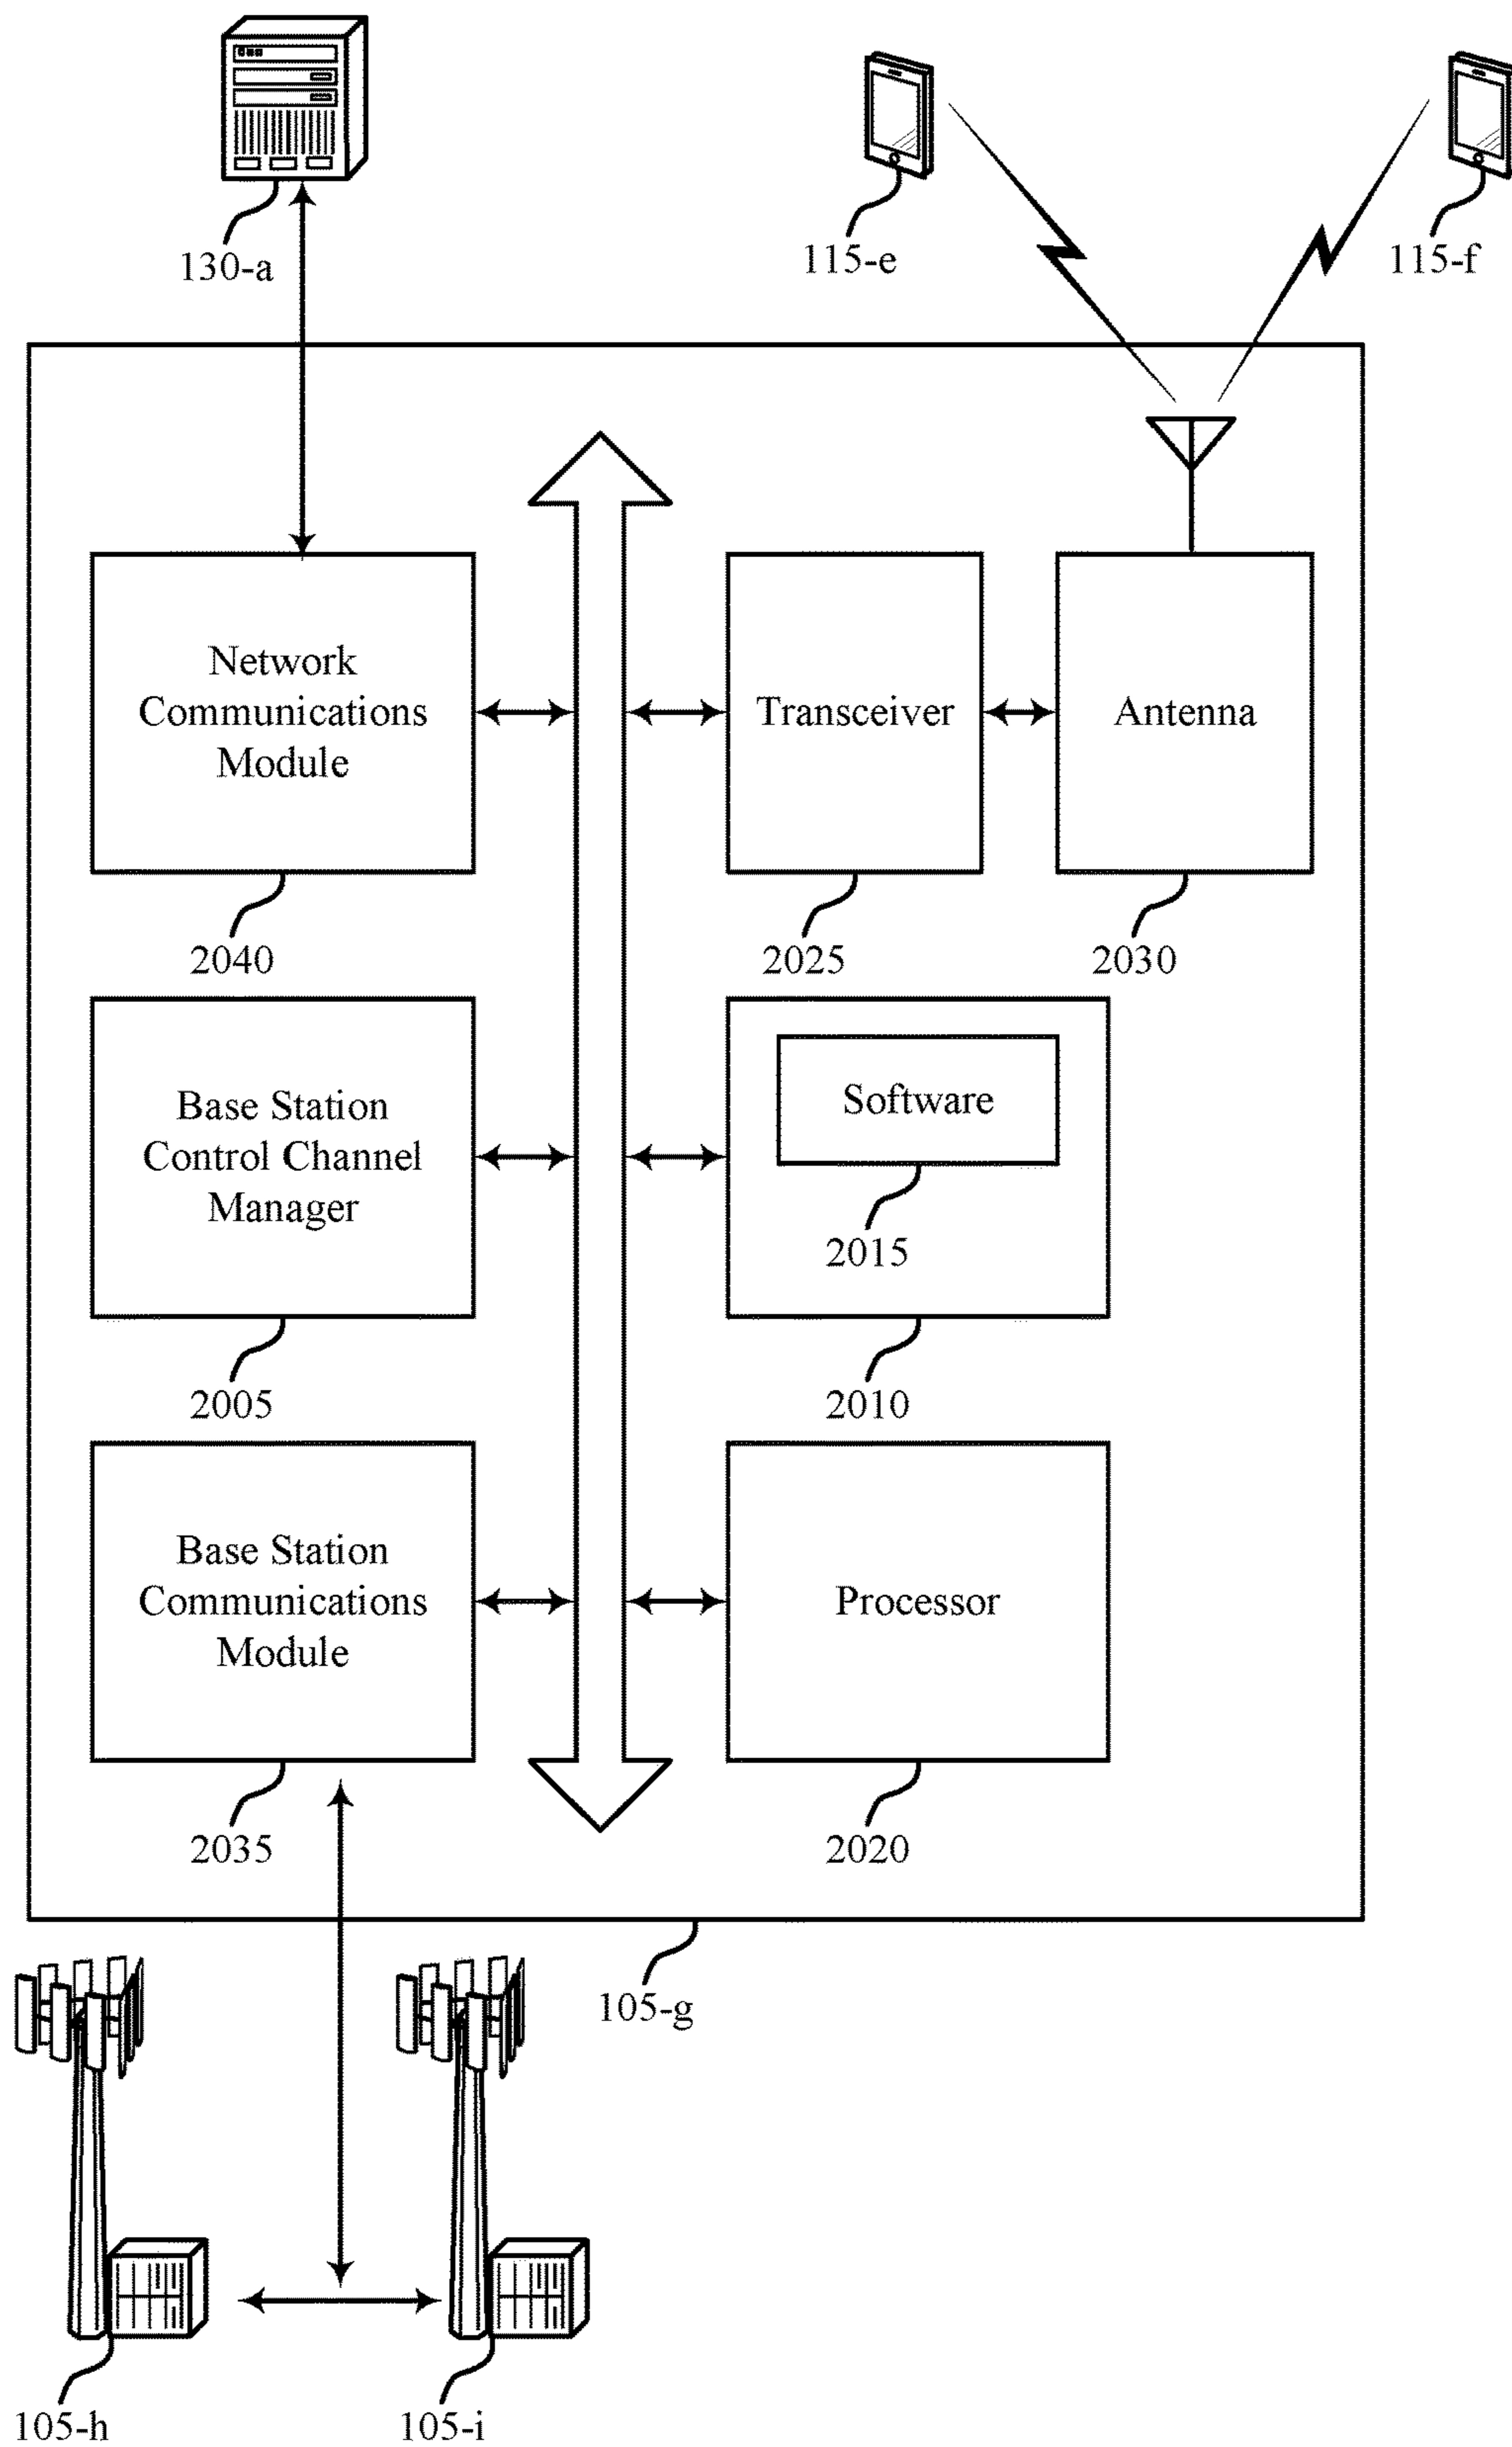 130-a
115-e
115-f
Network
Communications
Module
2040
Transceiver
2025
Antenna
2030
Base Station
Control Channel
Manager
2005
Software
2015
2010
Base Station
Communications
Module
2035
Processor
2020
105-g
105-h
105-i